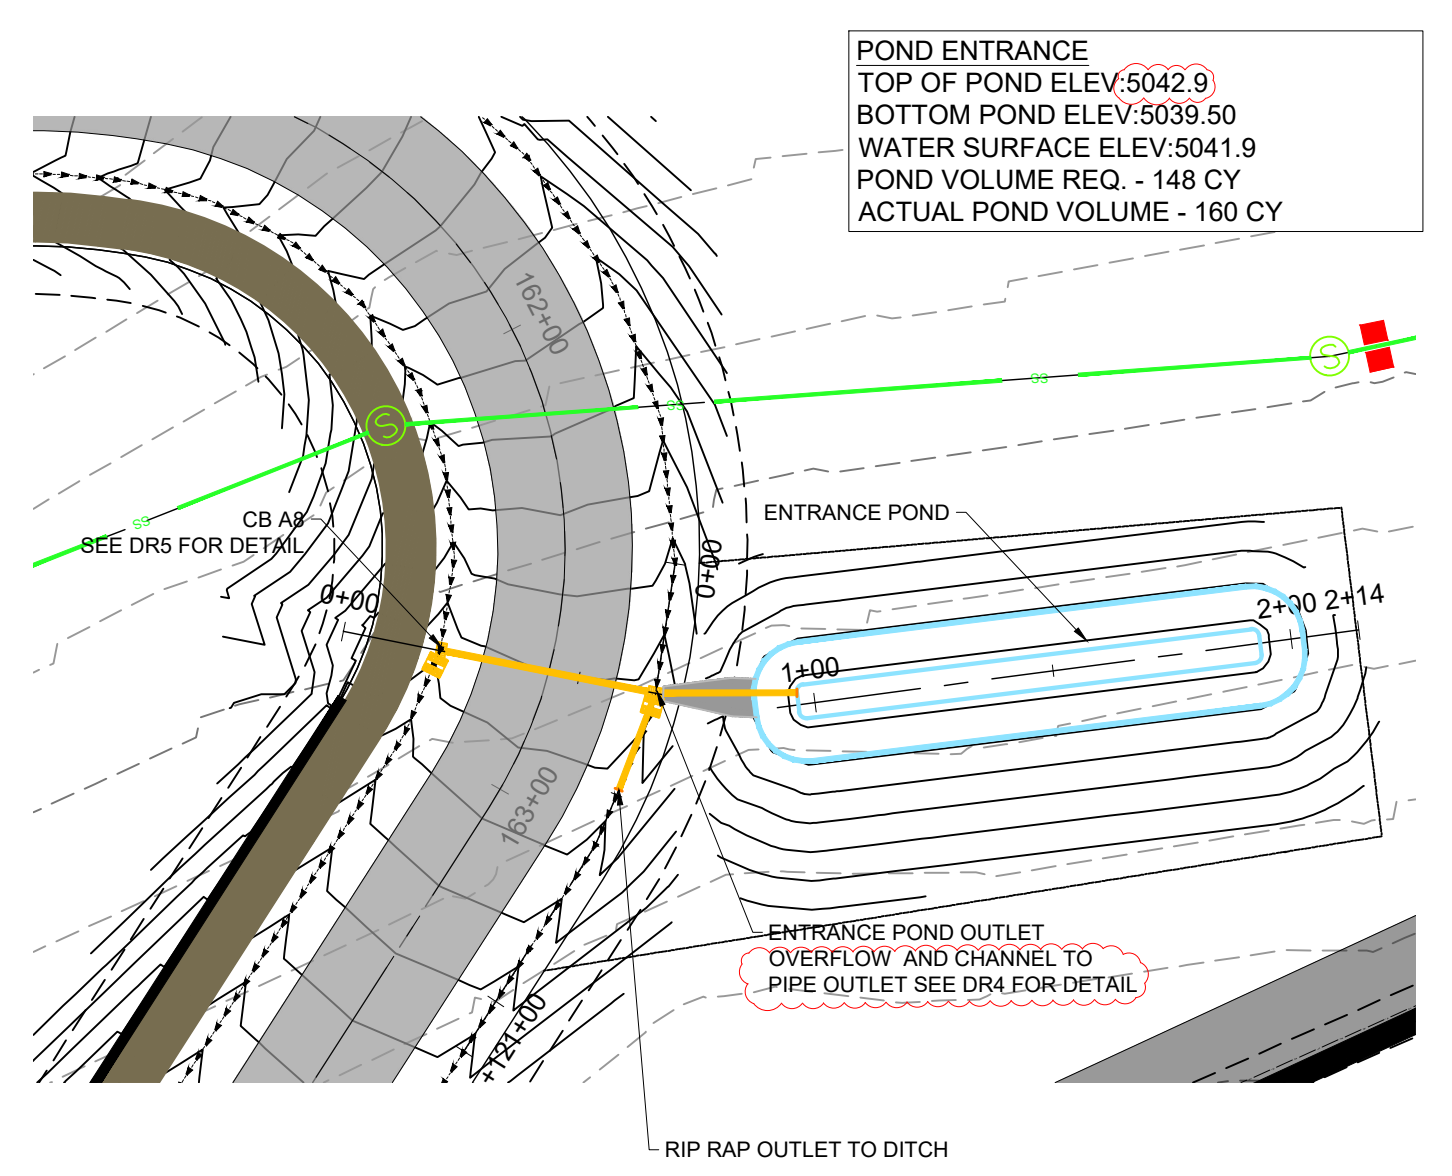 POND ENTRANCE
TOP OF POND ELEV:5042.9
BOTTOM POND ELEV:5039.50
WATER SURFACE ELEV:5041.9
POND VOLUME REQ. - 148 CY
ACTUAL POND VOLUME - 160 CY
162+00
S
SS
SS
S
SS
CB A8
SEE DR5 FOR DETAIL
ENTRANCE POND
0+00
0+00
2+00
2+14
1+00
163+00
ENTRANCE POND OUTLET
OVERFLOW AND CHANNEL TO
PIPE OUTLET SEE DR4 FOR DETAIL
+121+00
RIP RAP OUTLET TO DITCH